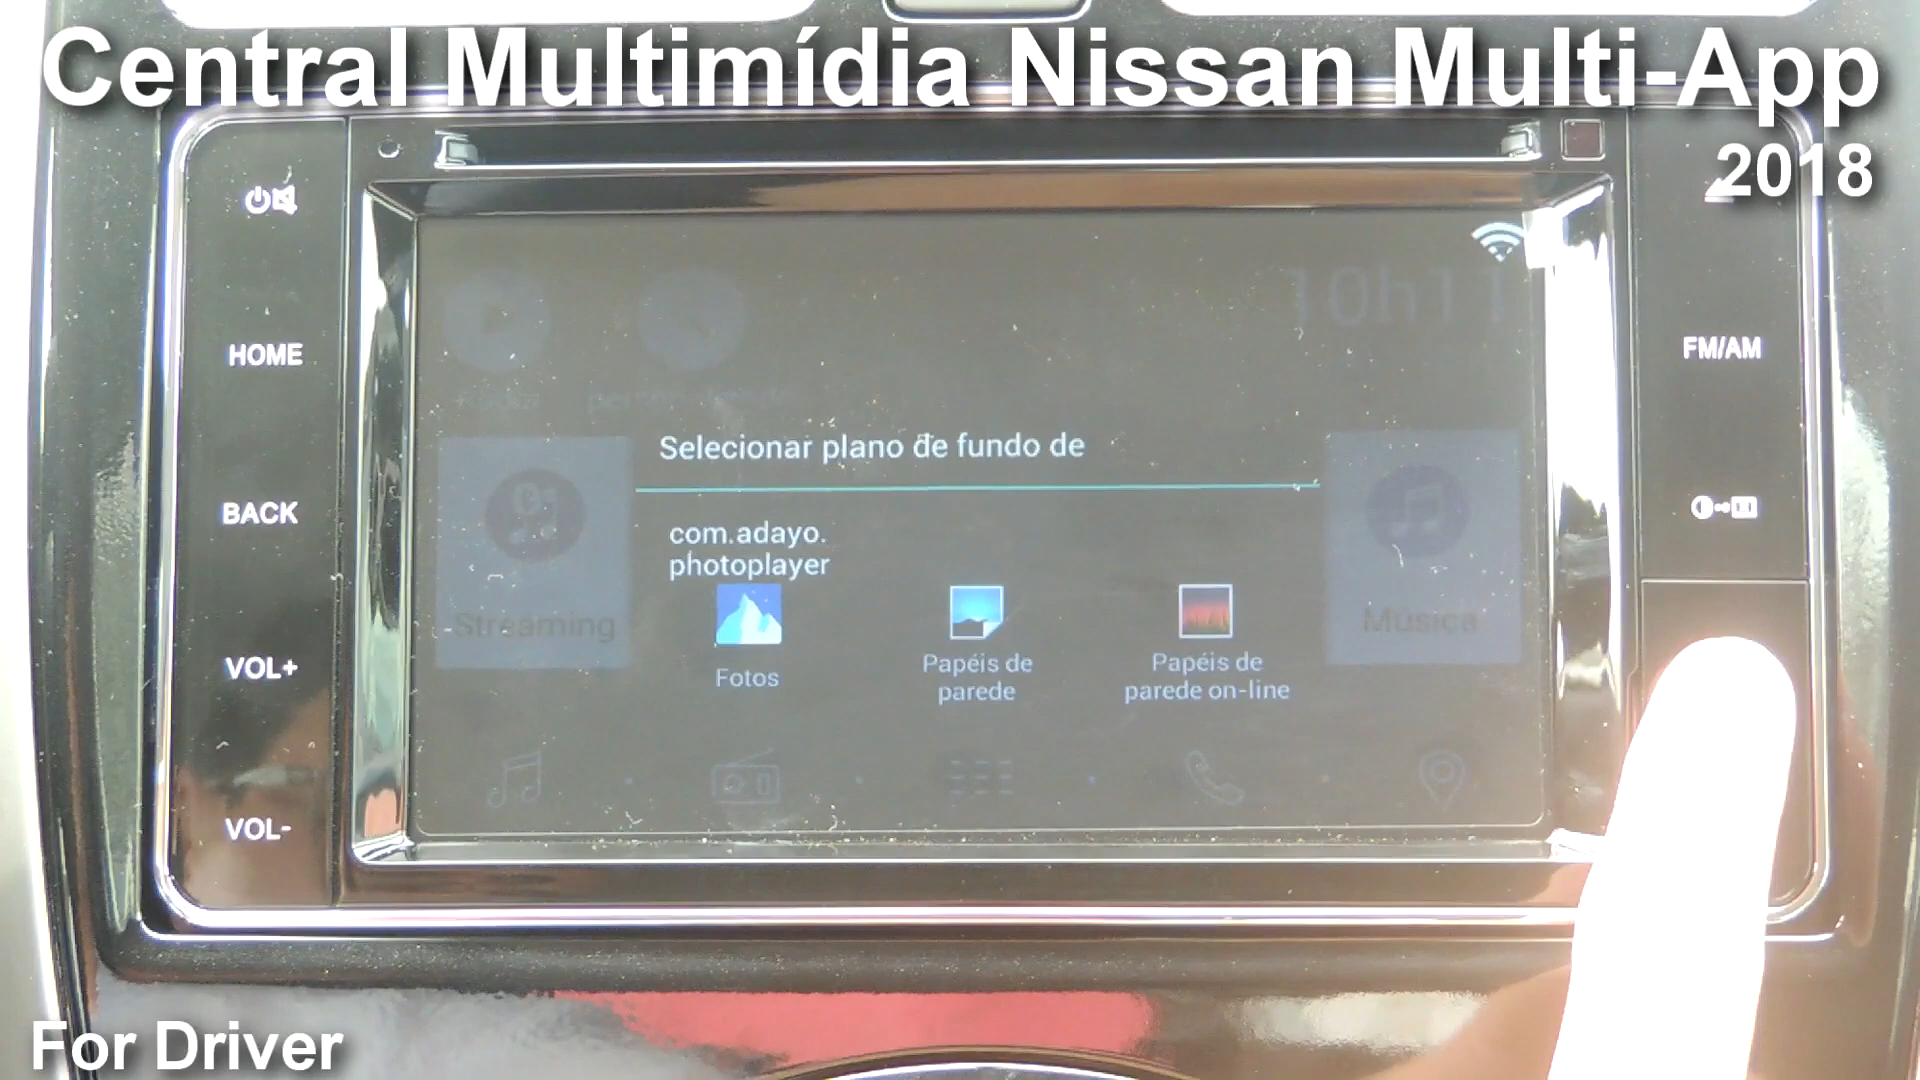 Central Multimídia Nissan Multi-App
2018
HOME
BACK
VOL+
VOL-
FM/AM
10h11
Selecionar plano de fundo de
com.adayo.
photoplayer
Fotos
Papéis de
parede
Papéis de
parede on-line
Streaming
Música
For Driver